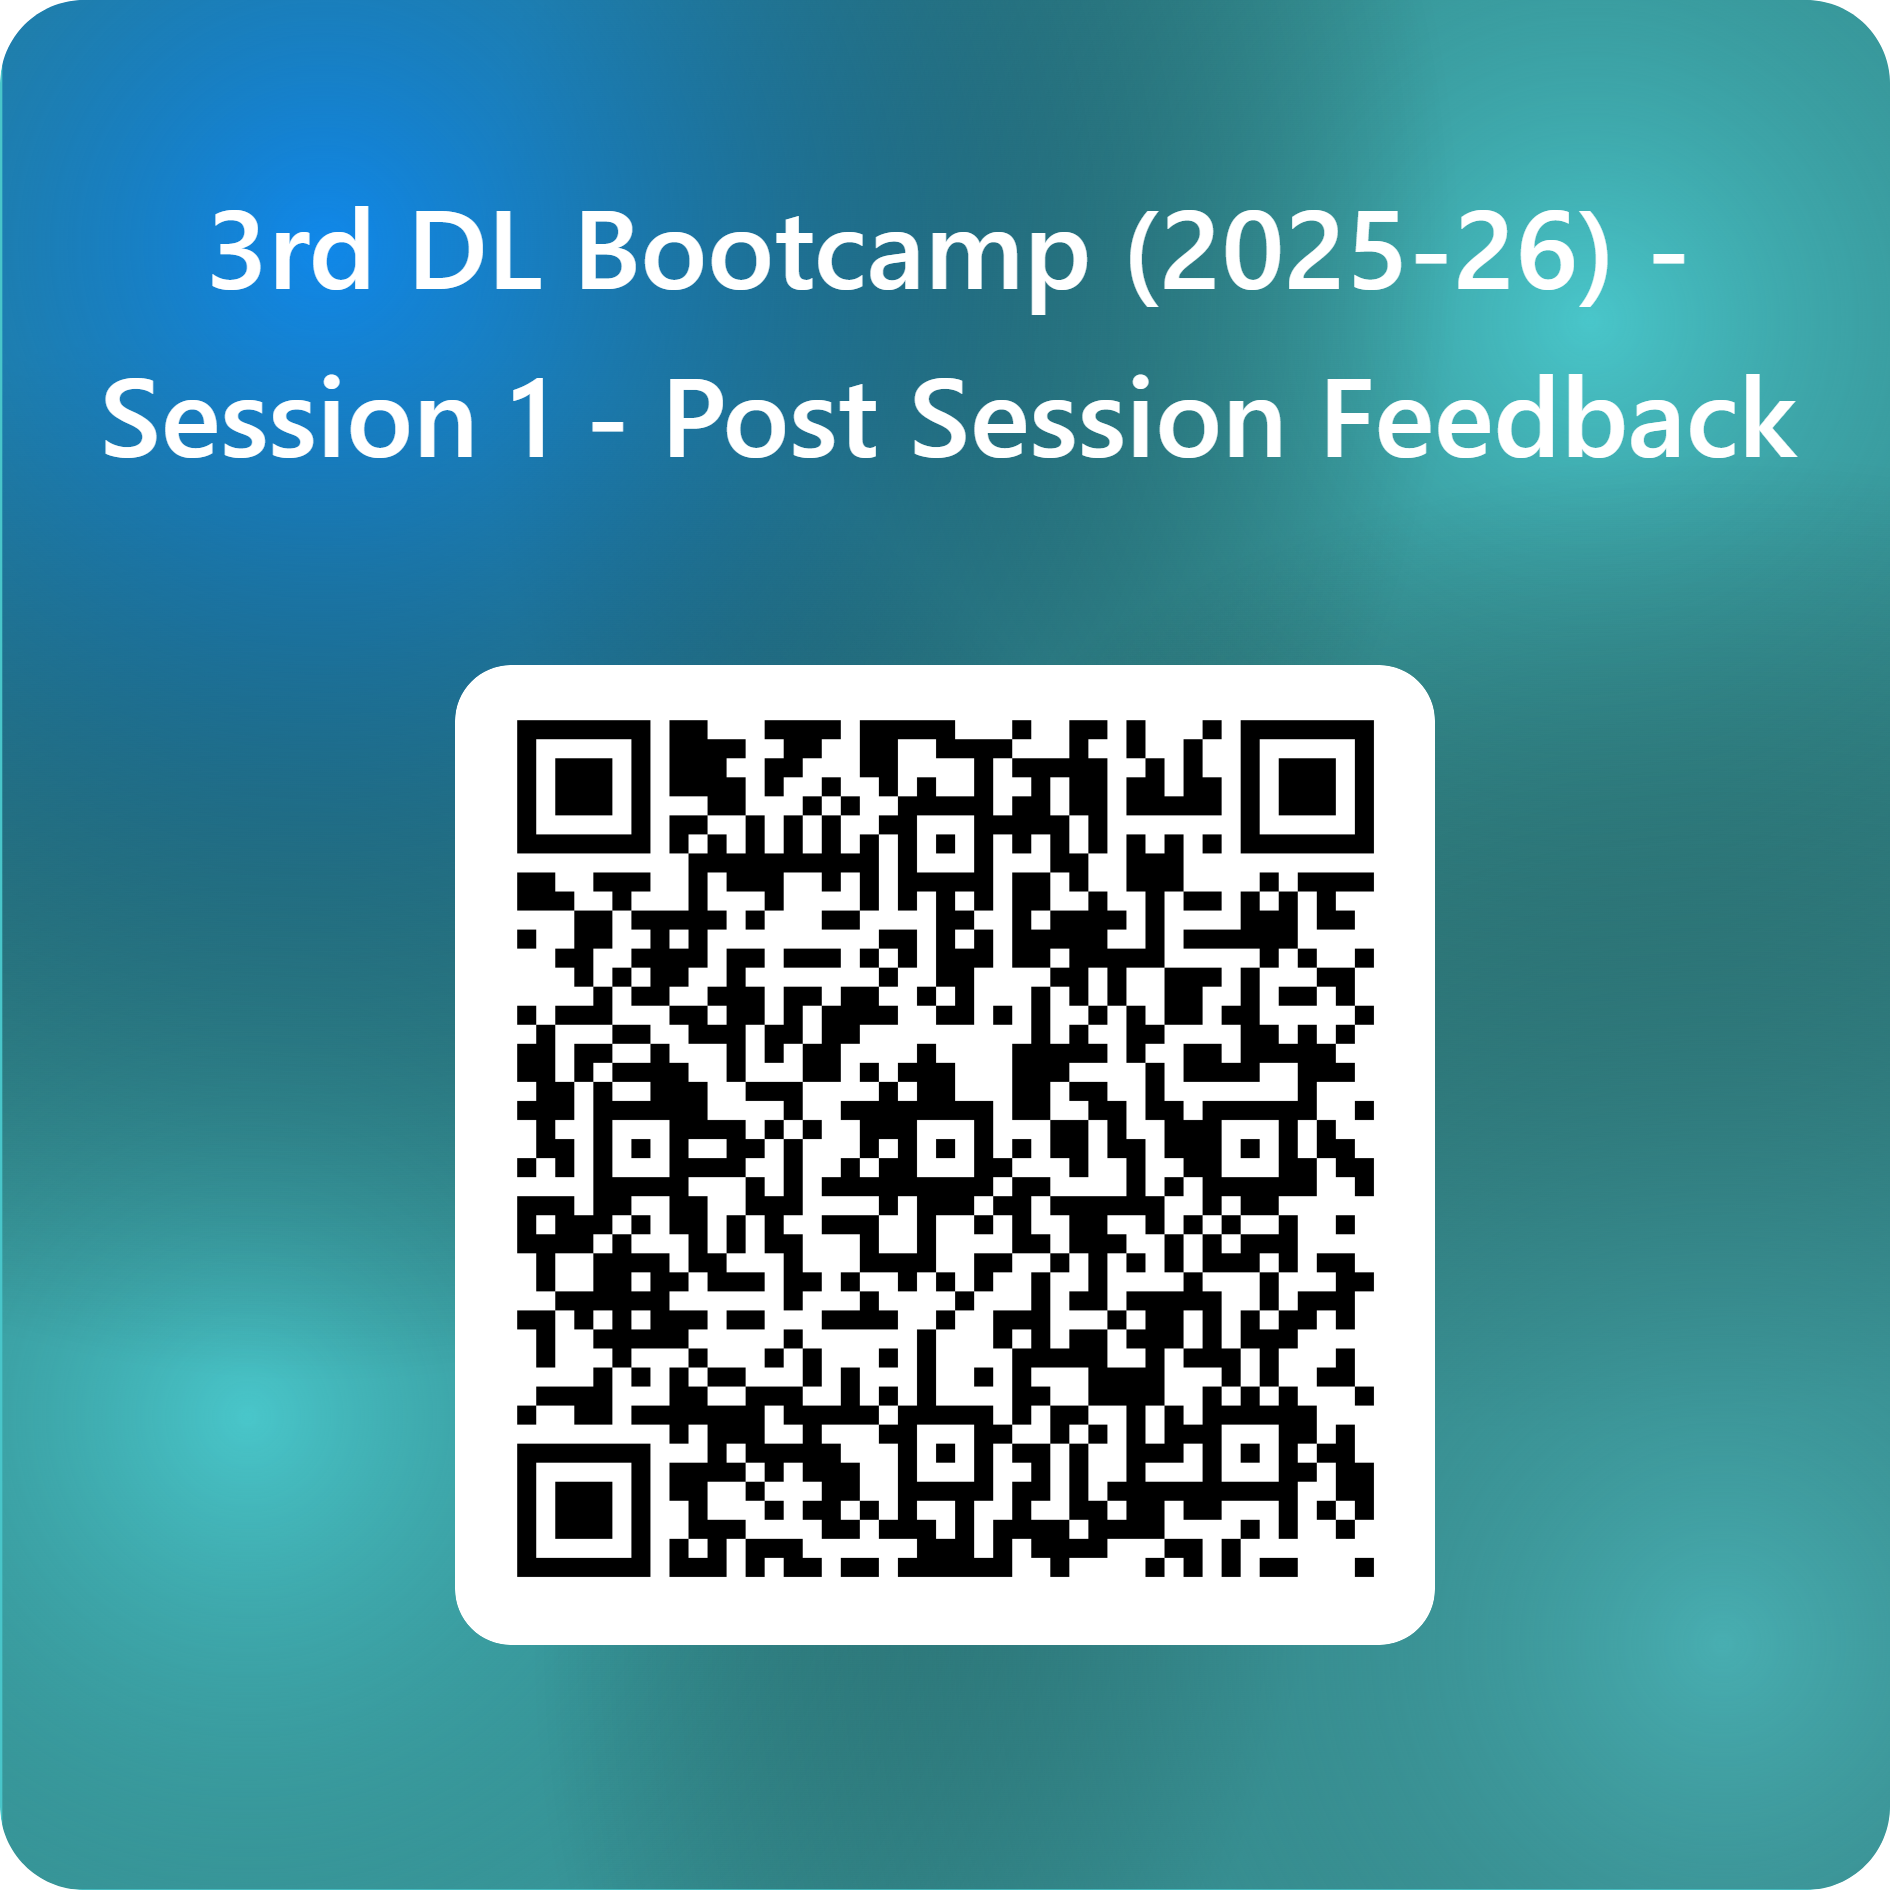 3rd DL Bootcamp (2025-26) -
Session 1 - Post Session Feedback